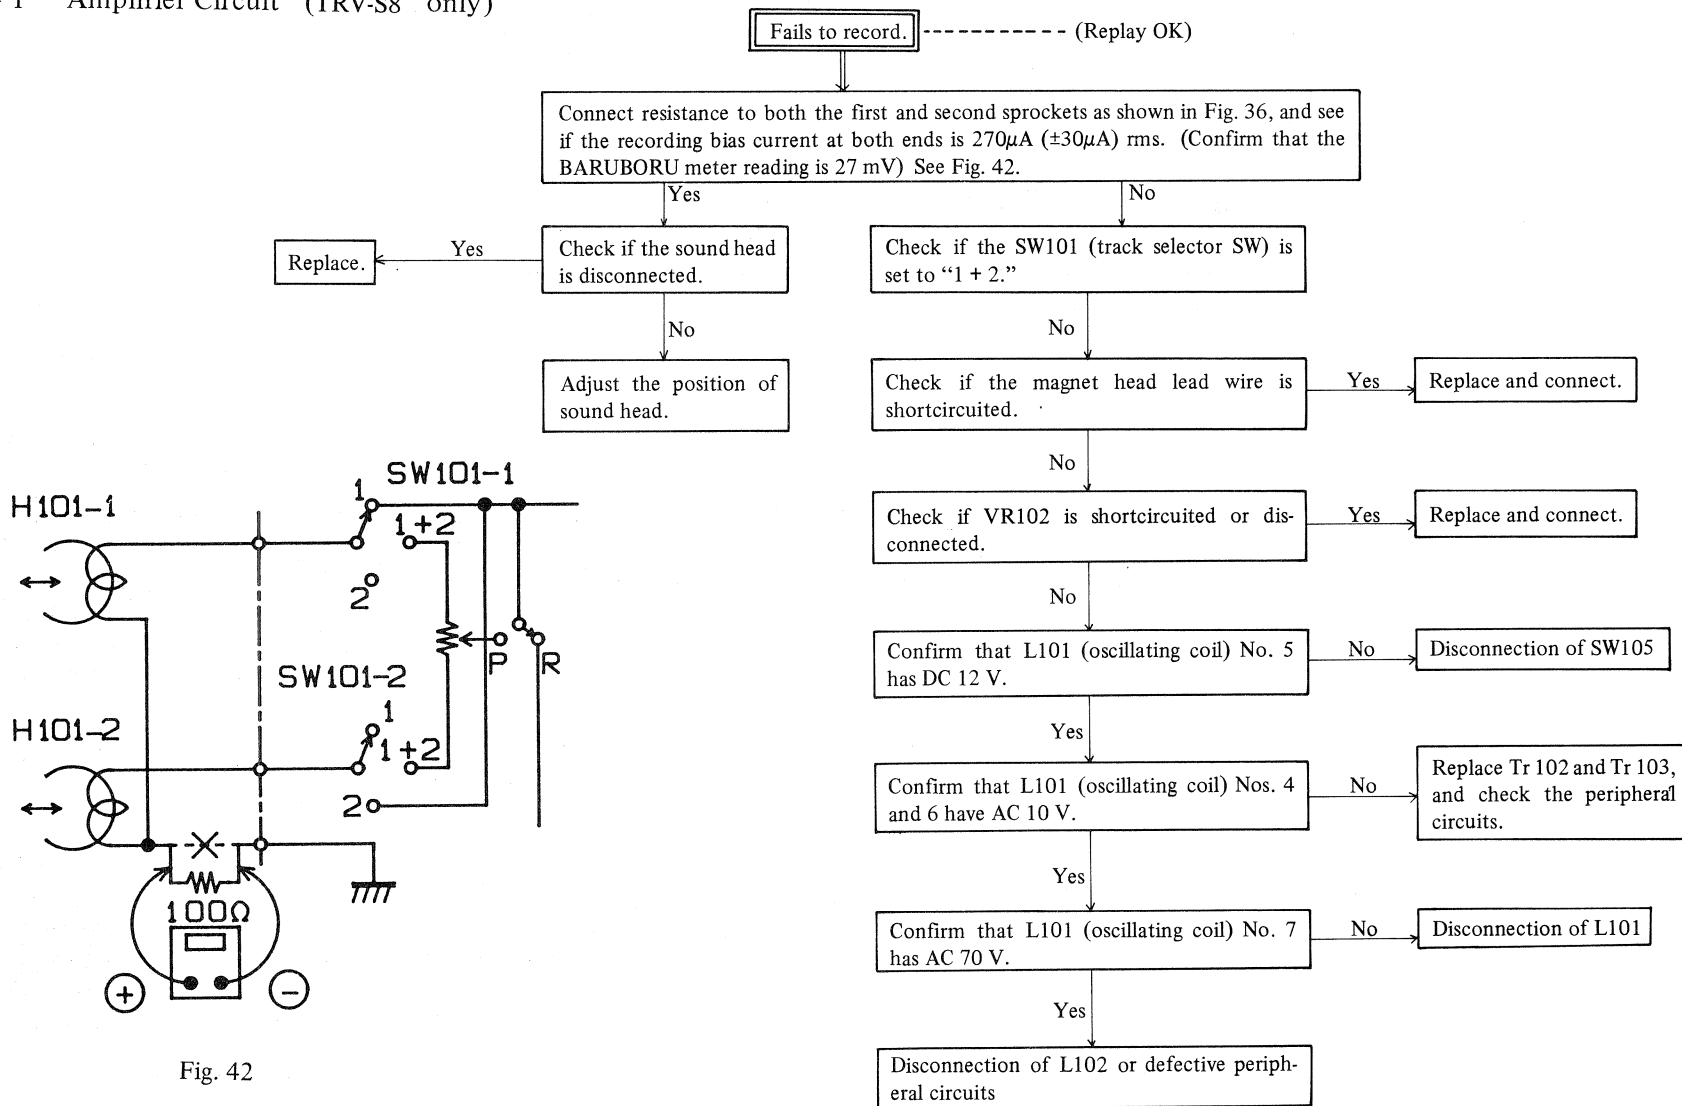 1 Amplifier Circuit (TRV-S8 only)
Fails to record. ----------- (Replay OK)
Connect resistance to both the first and second sprockets as shown in Fig. 36, and see
if the recording bias current at both ends is 270μA (±30μA) rms. (Confirm that the
BARUBORU meter reading is 27 mV) See Fig. 42.
Yes
No
Replace.
Yes
Check if the sound head
is disconnected.
No
Adjust the position of
sound head.
Check if the SW101 (track selector SW) is
set to “1 + 2.”
No
Check if the magnet head lead wire is
shortcircuited.
Yes
Replace and connect.
No
Check if VR102 is shortcircuited or dis-
connected.
Yes
Replace and connect.
No
Confirm that L101 (oscillating coil) No. 5
has DC 12 V.
No
Disconnection of SW105
Yes
Confirm that L101 (oscillating coil) Nos. 4
and 6 have AC 10 V.
No
Replace Tr 102 and Tr 103,
and check the peripheral
circuits.
Yes
Confirm that L101 (oscillating coil) No. 7
has AC 70 V.
No
Disconnection of L101
Yes
Disconnection of L102 or defective periph-
eral circuits
SW101-1
H101-1
1
1+2
2
P R
SW101-2
H101-2
1
1+2
2
100Ω
+ −
Fig. 42